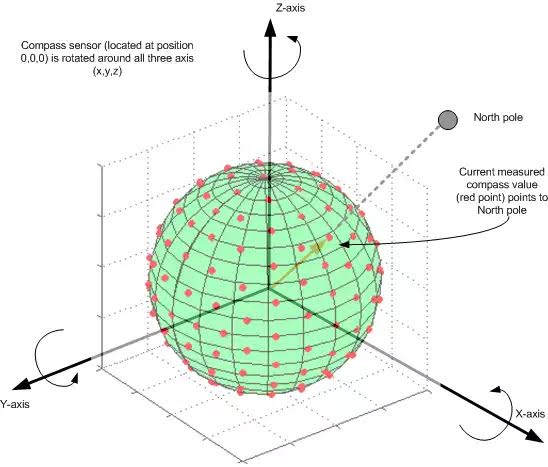 Z-axis
Compass sensor (located at position
0,0,0) is rotated around all three axis
(x,y,z)
North pole
Current measured
compass value
(red point) points to
North pole
Y-axis
X-axis